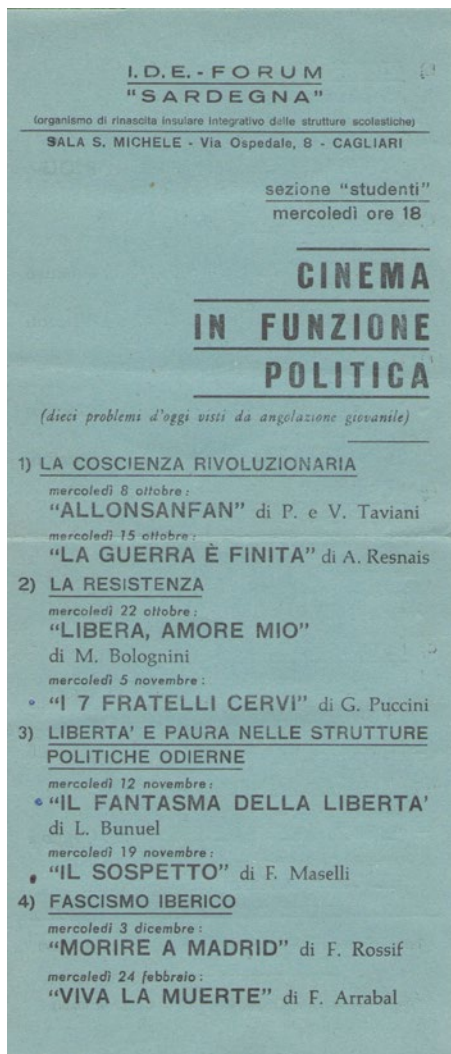 I.D.E. - FORUM
"SARDEGNA"
(organismo di rinascita insulare integrativo delle strutture scolastiche)
SALA S. MICHELE - Via Ospedale, 8 - CAGLIARI
sezione "studenti"
mercoledì ore 18
CINEMA
IN FUNZIONE
POLITICA
(dieci problemi d'oggi visti da angolazione giovanile)
1) LA COSCIENZA RIVOLUZIONARIA
mercoledì 8 ottobre:
"ALLONSANFAN" di P. e V. Taviani
mercoledì 15 ottobre:
"LA GUERRA È FINITA" di A. Resnais
2) LA RESISTENZA
mercoledì 22 ottobre:
"LIBERA, AMORE MIO"
di M. Bolognini
mercoledì 5 novembre:
"I 7 FRATELLI CERVI" di G. Puccini
3) LIBERTA' E PAURA NELLE STRUTTURE
POLITICHE ODIERNE
mercoledì 12 novembre:
"IL FANTASMA DELLA LIBERTA'
di L. Bunuel
mercoledì 19 novembre:
"IL SOSPETTO" di F. Maselli
4) FASCISMO IBERICO
mercoledì 3 dicembre:
"MORIRE A MADRID" di F. Rossif
mercoledì 24 febbraio:
"VIVA LA MUERTE" di F. Arrabal